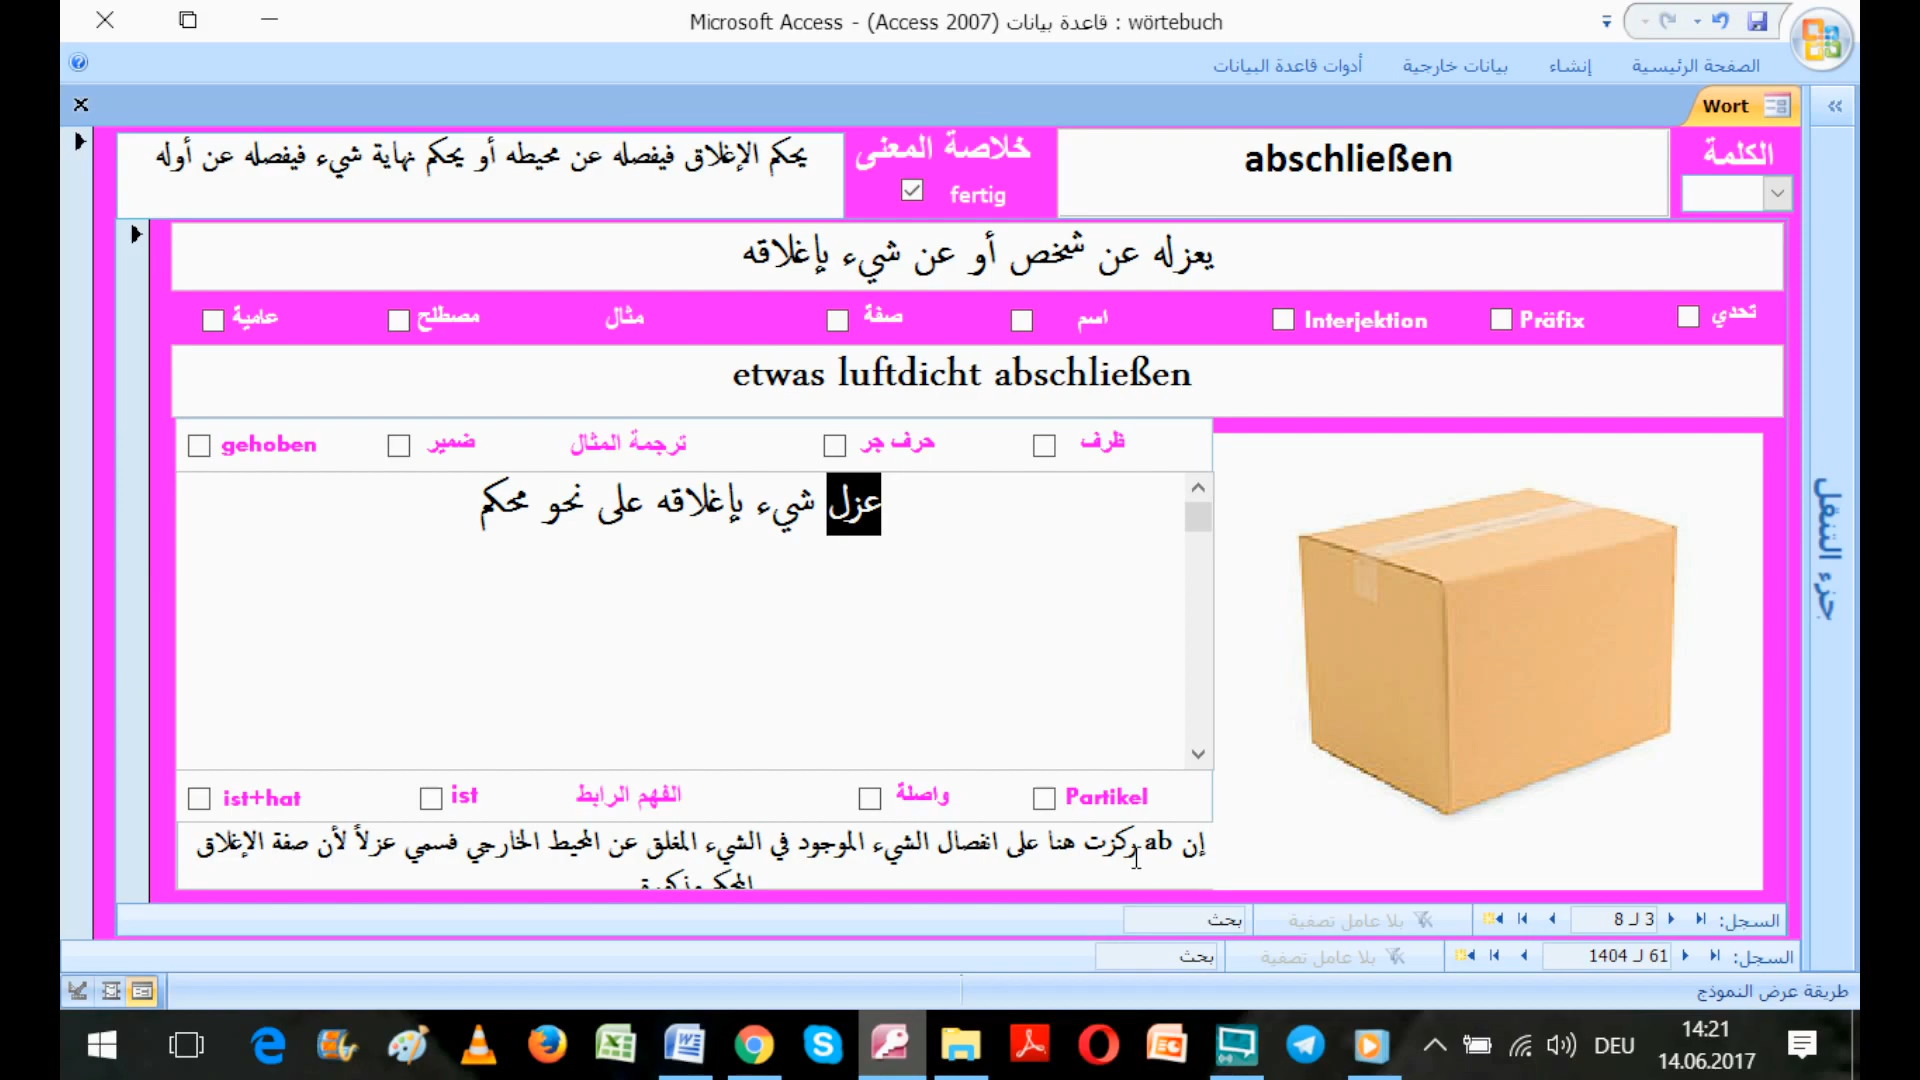 Microsoft Access - (Access 2007) قاعدة بيانات : wörtebuch
الصفحة الرئيسية إنشاء بيانات خارجية أدوات قاعدة البيانات
Wort
الكلمة abschließen خلاصة المعنى يحكم الإغلاق فيفصله عن محيطه أو يحكم نهاية شيء فيفصله عن أوله
fertig
يعزله عن شخص أو عن شيء بإغلاقه
تحدي Präfix Interjektion اسم صفة مثال مصطلح عامية
etwas luftdicht abschließen
ظرف حرف جر ترجمة المثال ضمير gehoben
عزل شيء بإغلاقه على نحو محكم
جزء التنقل
Partikel واصلة الفهم الرابط ist ist+hat
إن ab ركزت هنا على انفصال الشيء الموجود في الشيء المغلق عن المحيط الخارجي فسمي عزلاً لأن صفة الإغلاق
المحكم مذكورة
السجل: 3 لـ 8 بلا عامل تصفية بحث
السجل: 61 لـ 1404 بلا عامل تصفية بحث
طريقة عرض النموذج
DEU 14:21
14.06.2017